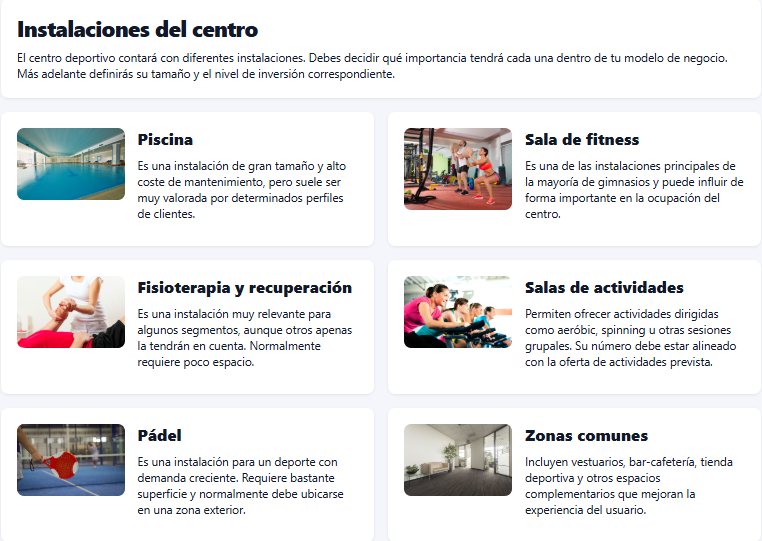 Instalaciones del centro
El centro deportivo contará con diferentes instalaciones. Debes decidir qué importancia tendrá cada una dentro de tu modelo de negocio.
Más adelante definirás su tamaño y el nivel de inversión correspondiente.
Piscina
Es una instalación de gran tamaño y alto
coste de mantenimiento, pero suele ser
muy valorada por determinados perfiles
de clientes.
Sala de fitness
Es una de las instalaciones principales de
la mayoría de gimnasios y puede influir de
forma importante en la ocupación del
centro.
Fisioterapia y recuperación
Es una instalación muy relevante para
algunos segmentos, aunque otros apenas
la tendrán en cuenta. Normalmente
requiere poco espacio.
Salas de actividades
Permiten ofrecer actividades dirigidas
como aeróbic, spinning u otras sesiones
grupales. Su número debe estar alineado
con la oferta de actividades prevista.
Pádel
Es una instalación para un deporte con
demanda creciente. Requiere bastante
superficie y normalmente debe ubicarse
en una zona exterior.
Zonas comunes
Incluyen vestuarios, bar-cafetería, tienda
deportiva y otros espacios
complementarios que mejoran la
experiencia del usuario.